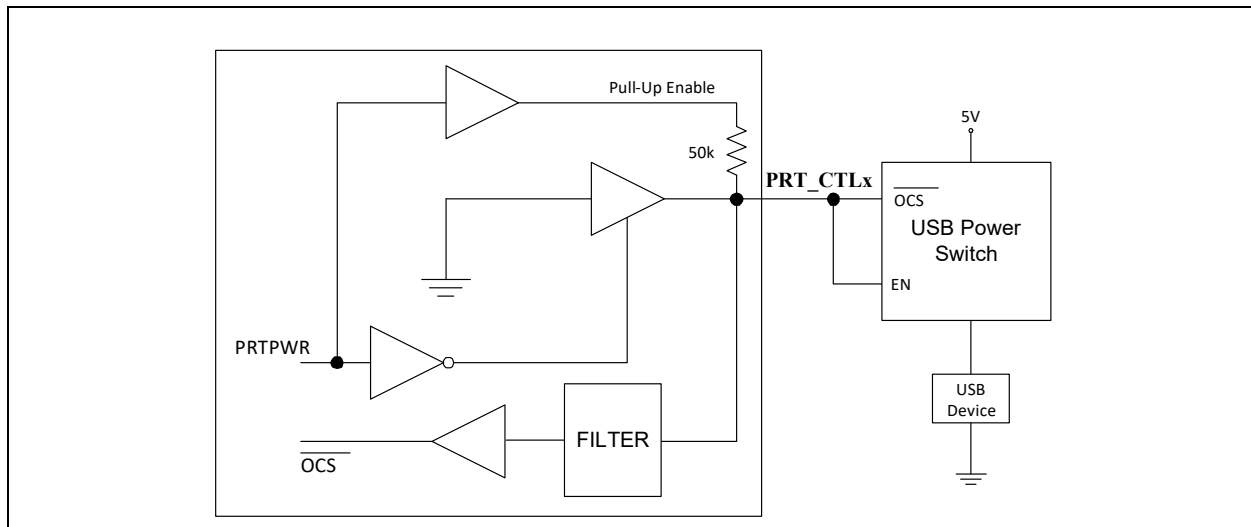 Pull-Up Enable
5V
50k
PRT_CTLx
OCS
USB Power
Switch
EN
PRTPWR
FILTER
USB
Device
OCS